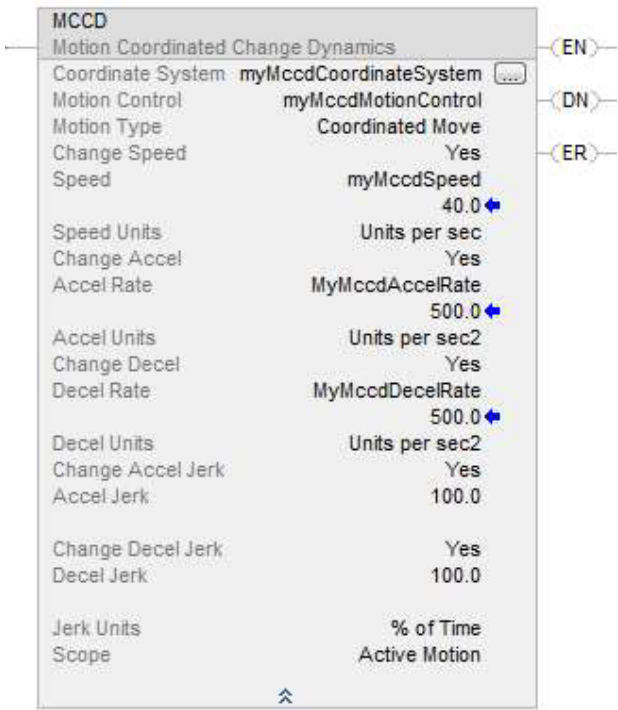 MCCD
Motion Coordinated Change Dynamics (EN)
Coordinate System myMccdCoordinateSystem ...
Motion Control myMccdMotionControl (DN)
Motion Type Coordinated Move
Change Speed Yes (ER)
Speed myMccdSpeed
40.0
Speed Units Units per sec
Change Accel Yes
Accel Rate MyMccdAccelRate
500.0
Accel Units Units per sec2
Change Decel Yes
Decel Rate MyMccdDecelRate
500.0
Decel Units Units per sec2
Change Accel Jerk Yes
Accel Jerk 100.0
Change Decel Jerk Yes
Decel Jerk 100.0
Jerk Units % of Time
Scope Active Motion